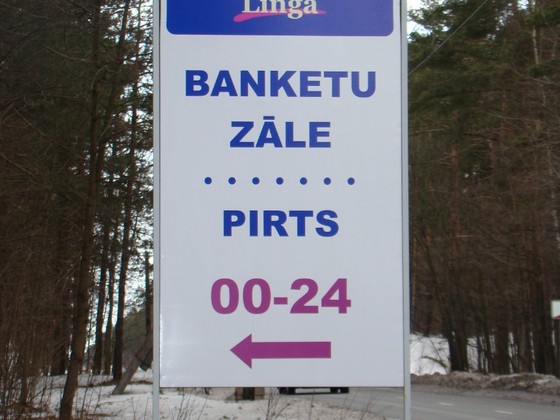 Linga
BANKETU
ZĀLE
PIRTS
00-24